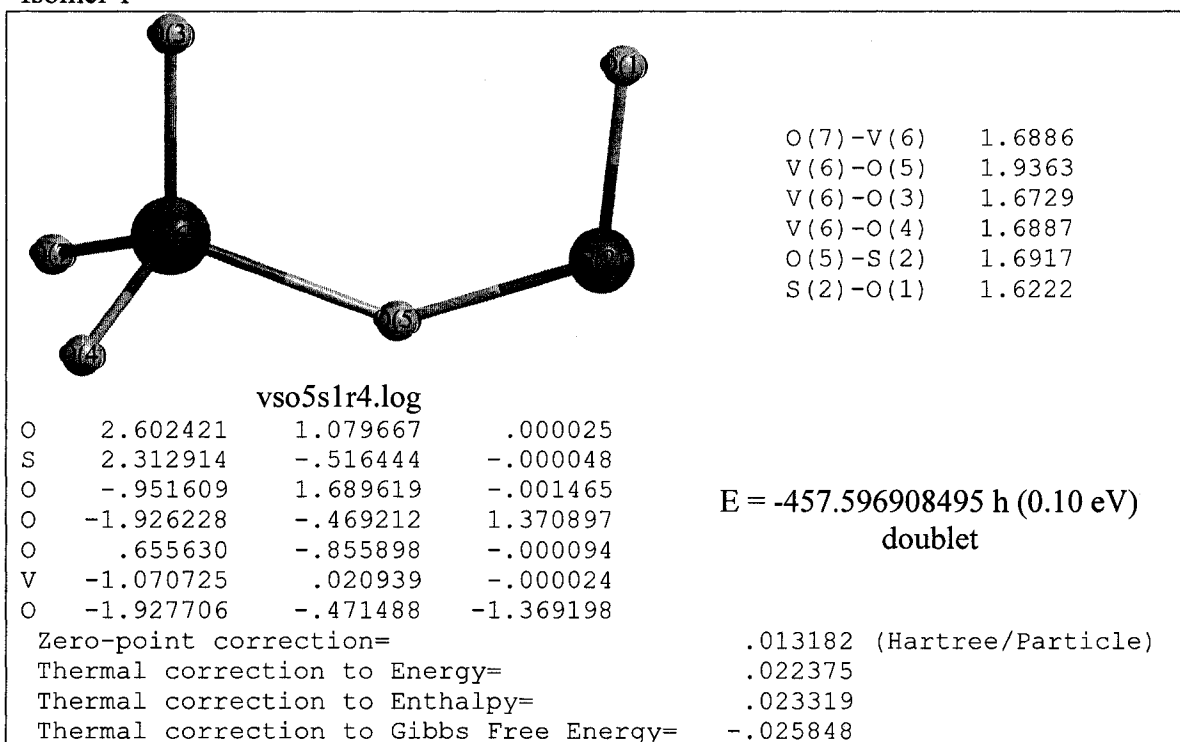 O(7)-V(6) 1.6886
V(6)-O(5) 1.9363
V(6)-O(3) 1.6729
V(6)-O(4) 1.6887
O(5)-S(2) 1.6917
S(2)-O(1) 1.6222
vso5s1r4.log
O 2.602421 1.079667 .000025
S 2.312914 -.516444 -.000048
O -.951609 1.689619 -.001465
O -1.926228 -.469212 1.370897
O .655630 -.855898 -.000094
V -1.070725 .020939 -.000024
O -1.927706 -.471488 -1.369198
E = -457.596908495 h (0.10 eV)
doublet
Zero-point correction= .013182 (Hartree/Particle)
Thermal correction to Energy= .022375
Thermal correction to Enthalpy= .023319
Thermal correction to Gibbs Free Energy= -.025848